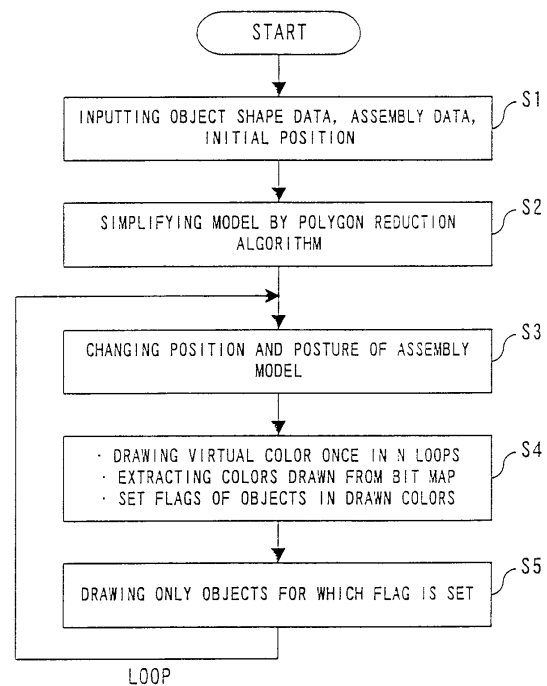 START
INPUTTING OBJECT SHAPE DATA, ASSEMBLY DATA,
INITIAL POSITION
S1
SIMPLIFYING MODEL BY POLYGON REDUCTION
ALGORITHM
S2
CHANGING POSITION AND POSTURE OF ASSEMBLY
MODEL
S3
· DRAWING VIRTUAL COLOR ONCE IN N LOOPS
· EXTRACTING COLORS DRAWN FROM BIT MAP
· SET FLAGS OF OBJECTS IN DRAWN COLORS
S4
DRAWING ONLY OBJECTS FOR WHICH FLAG IS SET
S5
LOOP